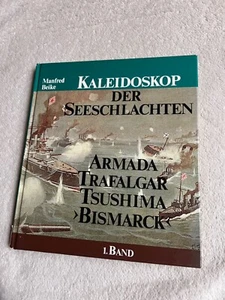 Manfred
Beike
KALEIDOSKOP
DER
SEESCHLACHTEN
ARMADA
TRAFALGAR
TSUSHIMA
›BISMARCK‹
1. BAND